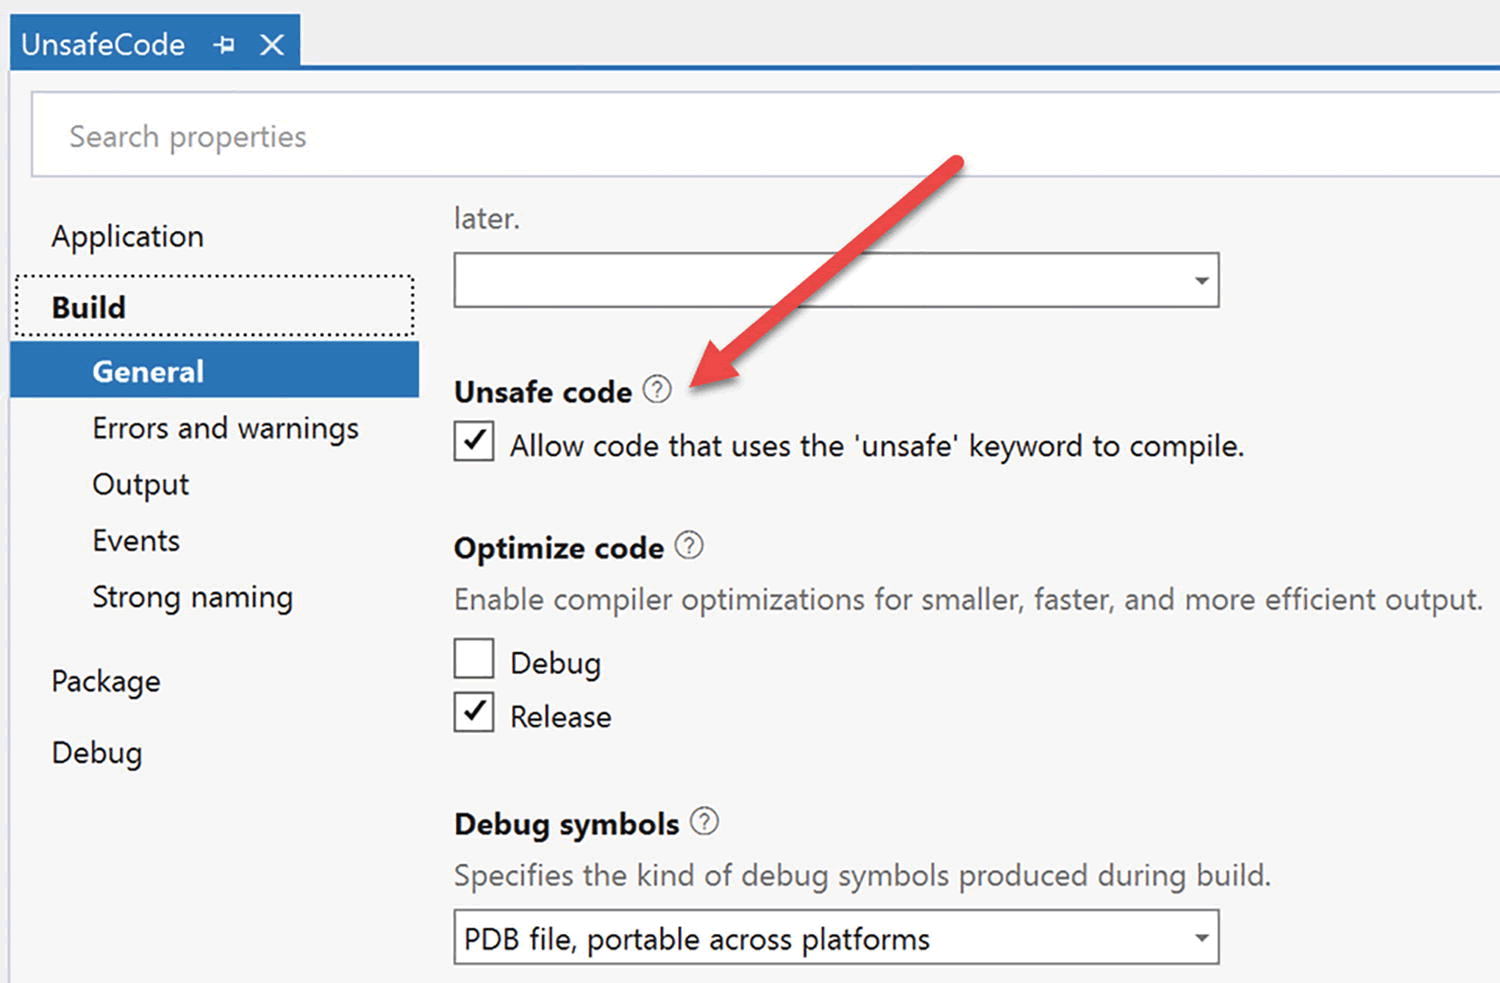 UnsafeCode
Search properties
Application
Build
General
Errors and warnings
Output
Events
Strong naming
Package
Debug
later.
Unsafe code ?
Allow code that uses the 'unsafe' keyword to compile.
Optimize code ?
Enable compiler optimizations for smaller, faster, and more efficient output.
Debug
Release
Debug symbols ?
Specifies the kind of debug symbols produced during build.
PDB file, portable across platforms